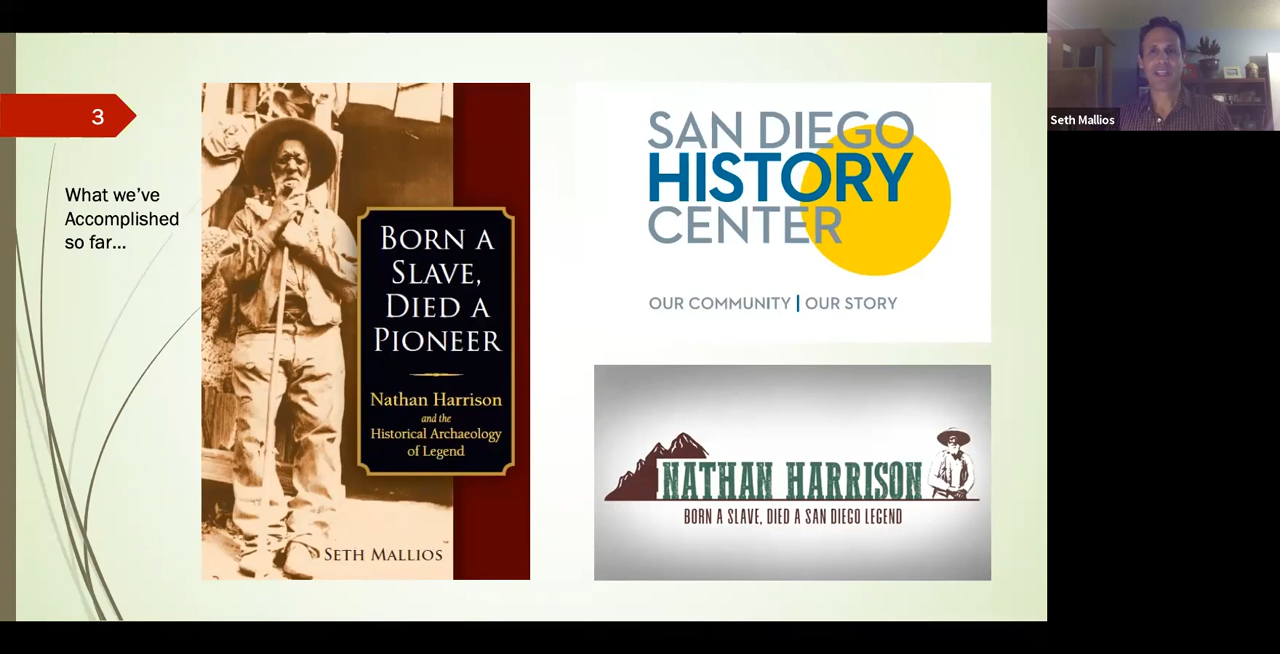 3
What we've
Accomplished
so far...
BORN A
SLAVE,
DIED A
PIONEER
Nathan Harrison
and the
Historical Archaeology
of Legend
SETH MALLIOS
SAN DIEGO
HISTORY
CENTER
OUR COMMUNITY | OUR STORY
NATHAN HARRISON
BORN A SLAVE, DIED A SAN DIEGO LEGEND
Seth Mallios